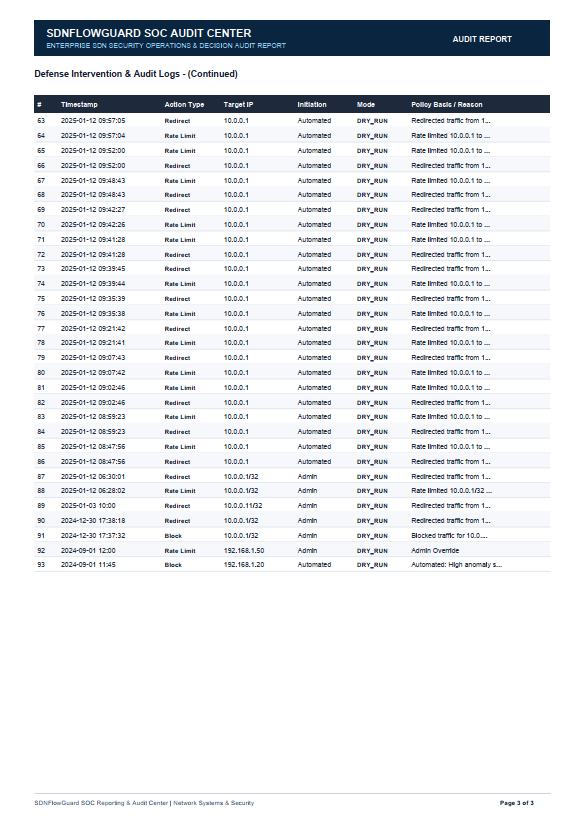 SDNFLOWGUARD SOC AUDIT CENTER
ENTERPRISE SDN SECURITY OPERATIONS & DECISION AUDIT REPORT
AUDIT REPORT
Defense Intervention & Audit Logs - (Continued)
# Timestamp Action Type Target IP Initiation Mode Policy Basis / Reason
63 2025-01-12 09:57:05 Redirect 10.0.0.1 Automated DRY_RUN Redirected traffic from 1...
64 2025-01-12 09:57:04 Rate Limit 10.0.0.1 Automated DRY_RUN Rate limited 10.0.0.1 to ...
65 2025-01-12 09:52:00 Rate Limit 10.0.0.1 Automated DRY_RUN Rate limited 10.0.0.1 to ...
66 2025-01-12 09:52:00 Redirect 10.0.0.1 Automated DRY_RUN Redirected traffic from 1...
67 2025-01-12 09:48:43 Rate Limit 10.0.0.1 Automated DRY_RUN Rate limited 10.0.0.1 to ...
68 2025-01-12 09:48:43 Redirect 10.0.0.1 Automated DRY_RUN Redirected traffic from 1...
69 2025-01-12 09:42:27 Redirect 10.0.0.1 Automated DRY_RUN Redirected traffic from 1...
70 2025-01-12 09:42:26 Rate Limit 10.0.0.1 Automated DRY_RUN Rate limited 10.0.0.1 to ...
71 2025-01-12 09:41:28 Rate Limit 10.0.0.1 Automated DRY_RUN Rate limited 10.0.0.1 to ...
72 2025-01-12 09:41:28 Redirect 10.0.0.1 Automated DRY_RUN Redirected traffic from 1...
73 2025-01-12 09:39:45 Redirect 10.0.0.1 Automated DRY_RUN Redirected traffic from 1...
74 2025-01-12 09:39:44 Rate Limit 10.0.0.1 Automated DRY_RUN Rate limited 10.0.0.1 to ...
75 2025-01-12 09:35:39 Redirect 10.0.0.1 Automated DRY_RUN Redirected traffic from 1...
76 2025-01-12 09:35:38 Rate Limit 10.0.0.1 Automated DRY_RUN Rate limited 10.0.0.1 to ...
77 2025-01-12 09:21:42 Redirect 10.0.0.1 Automated DRY_RUN Redirected traffic from 1...
78 2025-01-12 09:21:41 Rate Limit 10.0.0.1 Automated DRY_RUN Rate limited 10.0.0.1 to ...
79 2025-01-12 09:07:43 Redirect 10.0.0.1 Automated DRY_RUN Redirected traffic from 1...
80 2025-01-12 09:07:42 Rate Limit 10.0.0.1 Automated DRY_RUN Rate limited 10.0.0.1 to ...
81 2025-01-12 09:02:46 Rate Limit 10.0.0.1 Automated DRY_RUN Rate limited 10.0.0.1 to ...
82 2025-01-12 09:02:46 Redirect 10.0.0.1 Automated DRY_RUN Redirected traffic from 1...
83 2025-01-12 08:59:23 Rate Limit 10.0.0.1 Automated DRY_RUN Rate limited 10.0.0.1 to ...
84 2025-01-12 08:59:23 Redirect 10.0.0.1 Automated DRY_RUN Redirected traffic from 1...
85 2025-01-12 08:47:56 Rate Limit 10.0.0.1 Automated DRY_RUN Rate limited 10.0.0.1 to ...
86 2025-01-12 08:47:56 Redirect 10.0.0.1 Automated DRY_RUN Redirected traffic from 1...
87 2025-01-12 06:30:01 Redirect 10.0.0.1/32 Admin DRY_RUN Redirected traffic from 1...
88 2025-01-12 06:28:02 Rate Limit 10.0.0.1/32 Admin DRY_RUN Rate limited 10.0.0.1/32 ...
89 2025-01-03 10:00 Redirect 10.0.0.11/32 Admin DRY_RUN Redirected traffic from 1...
90 2024-12-30 17:38:18 Redirect 10.0.0.1/32 Admin DRY_RUN Redirected traffic from 1...
91 2024-12-30 17:37:32 Block 10.0.0.1/32 Admin DRY_RUN Blocked traffic for 10.0....
92 2024-09-01 12:00 Rate Limit 192.168.1.50 Admin DRY_RUN Admin Override
93 2024-09-01 11:45 Block 192.168.1.20 Automated DRY_RUN Automated: High anomaly s...
SDNFlowGuard SOC Reporting & Audit Center | Network Systems & Security
Page 3 of 3